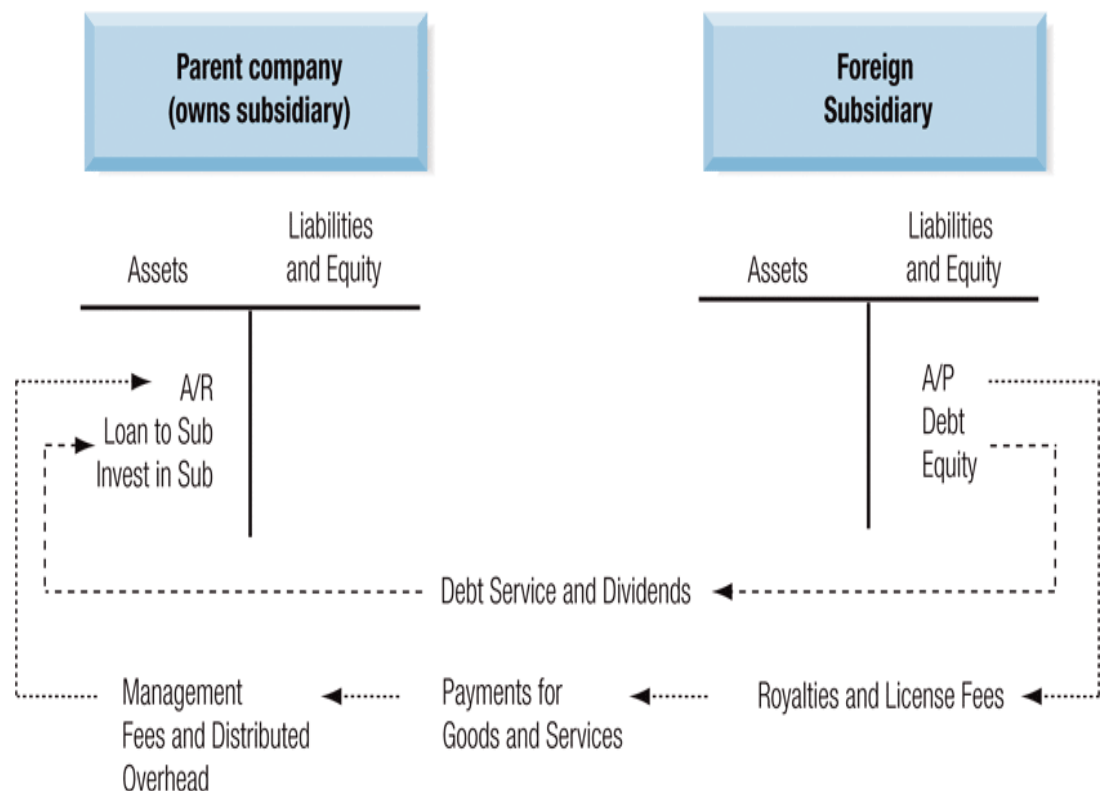 Parent company
(owns subsidiary)
Foreign
Subsidiary
Assets
Liabilities
and Equity
Assets
Liabilities
and Equity
A/R
Loan to Sub
Invest in Sub
A/P
Debt
Equity
Debt Service and Dividends
Management
Fees and Distributed
Overhead
Payments for
Goods and Services
Royalties and License Fees